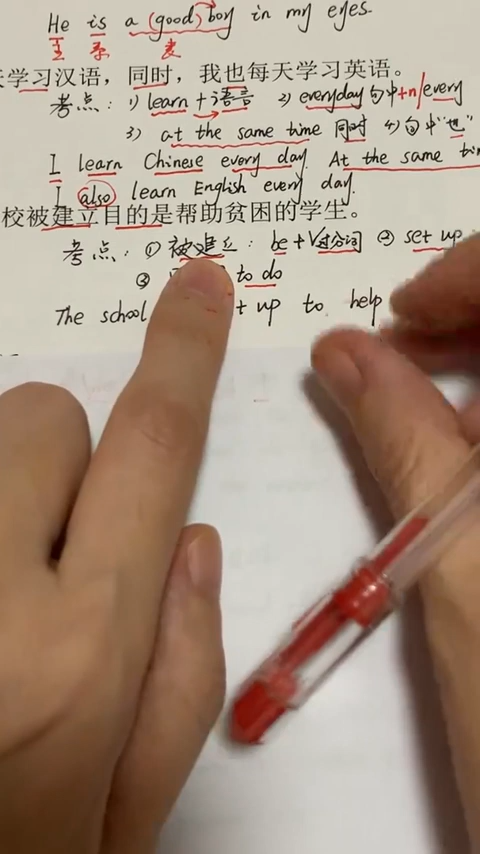 He is a (good) boy in my eyes.
主 系 表
天学习汉语，同时，我也每天学习英语。
考点：1) learn + 语言 2) everyday 句中+n/every
3) at the same time 同时 4) 句中"也"
I learn Chinese every day. At the same tim
I also learn English every day.
校被建立目的是帮助贫困的学生。
考点：① 被建立：be + V过分词 ② set up
③ to do
The school t up to help